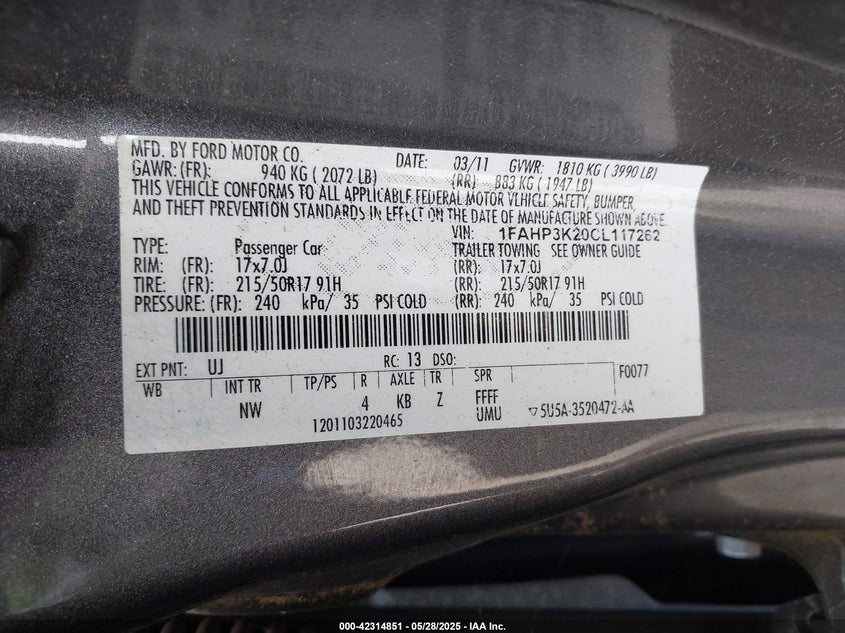 MFD. BY FORD MOTOR CO. DATE: 03/11 GVWR: 1810 KG ( 3990 LB)
GAWR: (FR): 940 KG ( 2072 LB) (RR) 883 KG ( 1947 LB)
THIS VEHICLE CONFORMS TO ALL APPLICABLE FEDERAL MOTOR VEHICLE SAFETY, BUMPER,
AND THEFT PREVENTION STANDARDS IN EFFECT ON THE DATE OF MANUFACTURE SHOWN ABOVE.
VIN: 1FAHP3K20CL117262
TYPE: Passenger Car TRAILER TOWING SEE OWNER GUIDE
RIM: (FR): 17x7.0J (RR): 17x7.0J
TIRE: (FR): 215/50R17 91H (RR): 215/50R17 91H
PRESSURE: (FR): 240 kPa/ 35 PSI COLD (RR): 240 kPa/ 35 PSI COLD
EXT PNT: UJ RC: 13 DSO: F0077
WB INT TR TP/PS R AXLE TR SPR
NW 4 KB Z FFFF
UMU
1201103220465 ▽5U5A-3520472-AA
000-42314851 | 05/28/2025 - IAA Inc.